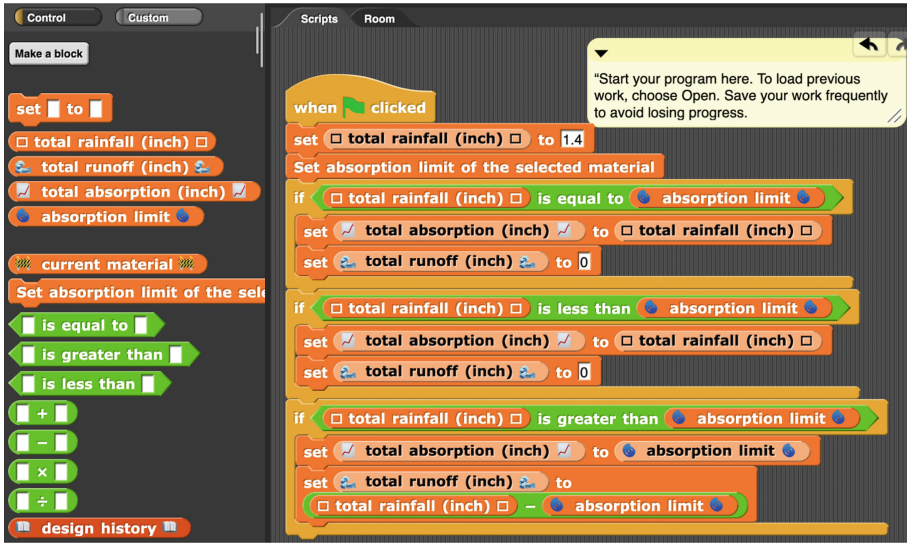 Control Custom
Make a block
set to
total rainfall (inch)
total runoff (inch)
total absorption (inch)
absorption limit
current material
Set absorption limit of the sele
is equal to
is greater than
is less than
+
−
×
÷
design history
Scripts Room
“Start your program here. To load previous
work, choose Open. Save your work frequently
to avoid losing progress.
when clicked
set total rainfall (inch) to 1.4
Set absorption limit of the selected material
if total rainfall (inch) is equal to absorption limit
set total absorption (inch) to total rainfall (inch)
set total runoff (inch) to 0
if total rainfall (inch) is less than absorption limit
set total absorption (inch) to total rainfall (inch)
set total runoff (inch) to 0
if total rainfall (inch) is greater than absorption limit
set total absorption (inch) to absorption limit
set total runoff (inch) to
total rainfall (inch) − absorption limit